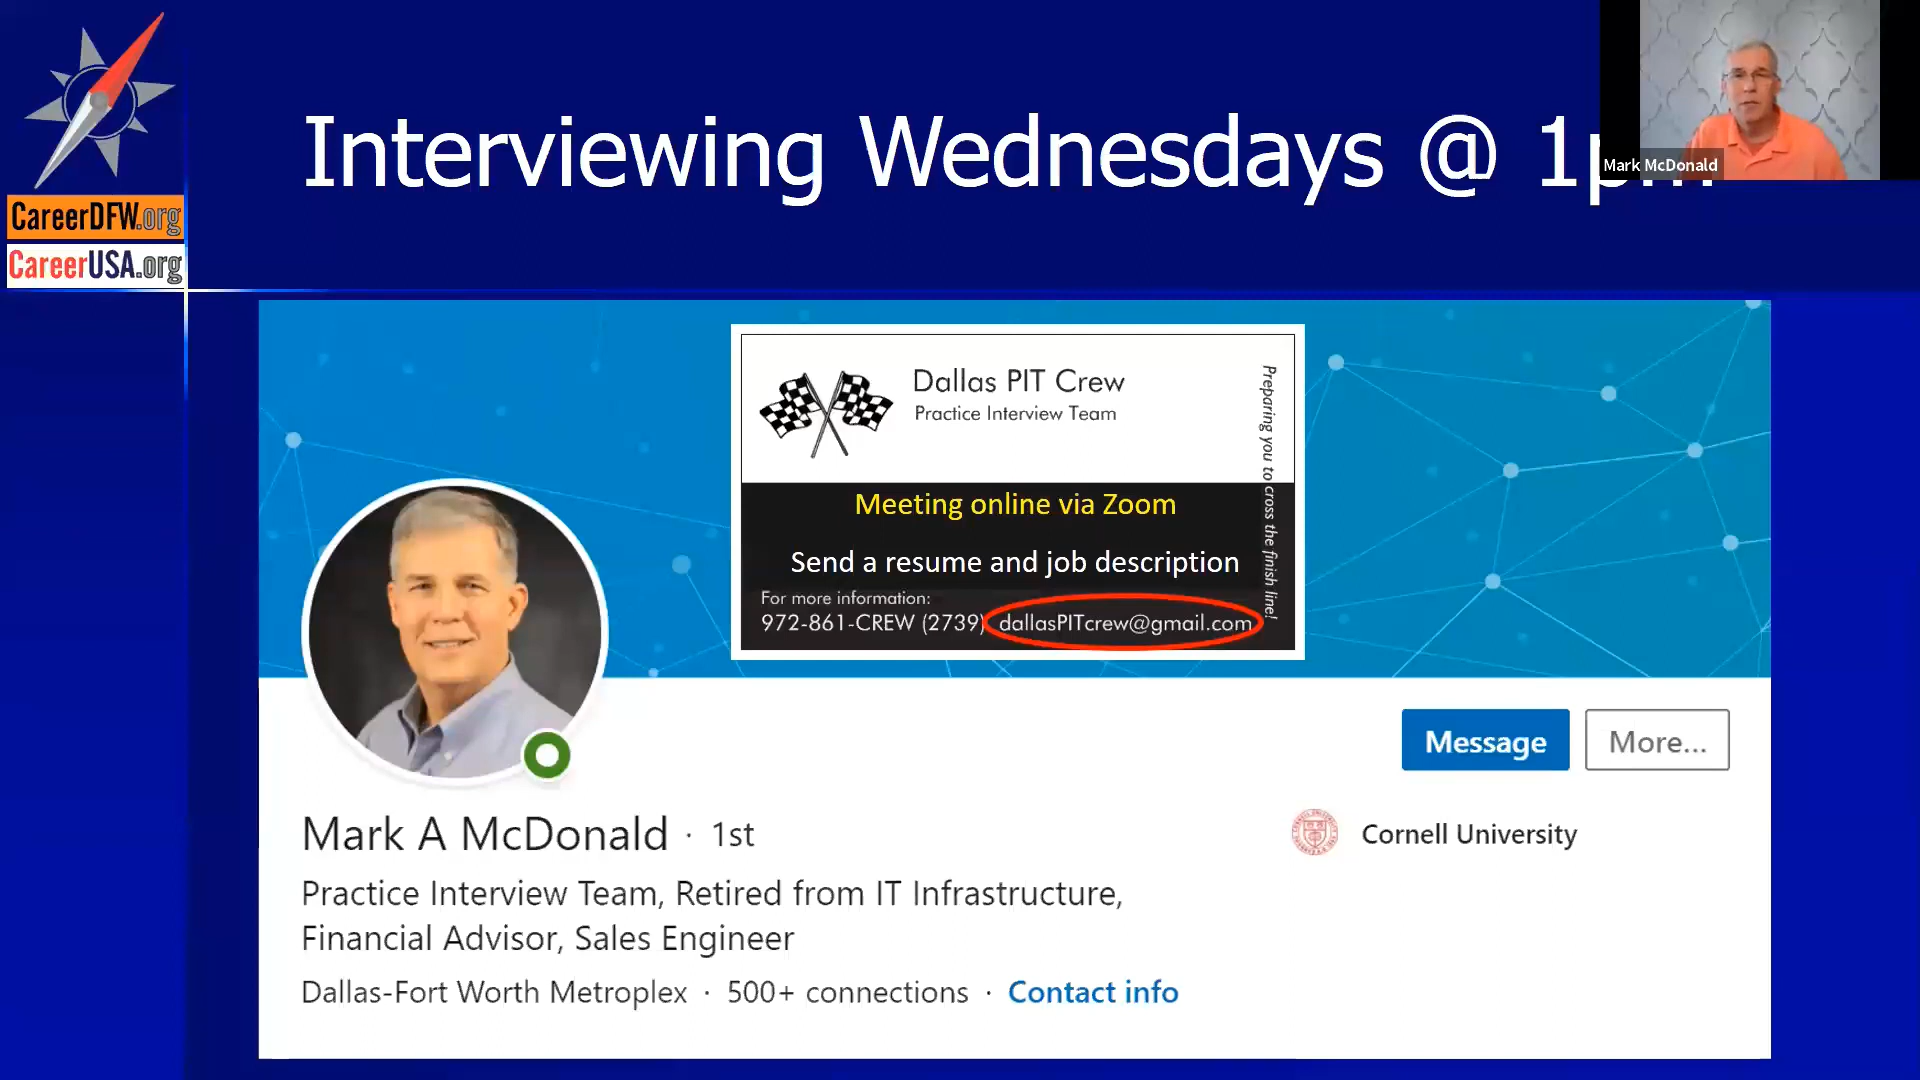 Interviewing Wednesdays @ 1pm
Mark McDonald
CareerDFW.org
CareerUSA.org
Dallas PIT Crew
Practice Interview Team
Preparing you to cross the finish line!
Meeting online via Zoom
Send a resume and job description
For more information:
972-861-CREW (2739) dallasPITcrew@gmail.com
Message
More...
Mark A McDonald · 1st
Cornell University
Practice Interview Team, Retired from IT Infrastructure,
Financial Advisor, Sales Engineer
Dallas-Fort Worth Metroplex · 500+ connections · Contact info